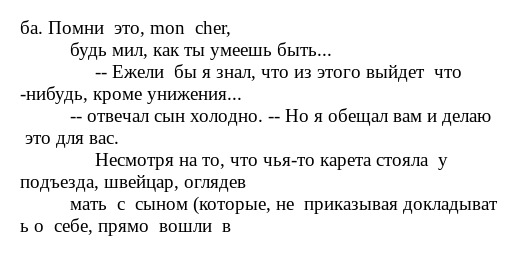 ба. Помни  это, mon  cher,
будь мил, как ты умеешь быть...
-- Ежели  бы я знал, что из этого выйдет  что
-нибудь, кроме унижения...
-- отвечал сын холодно. -- Но я обещал вам и делаю
это для вас.
Несмотря на то, что чья-то карета стояла  у
подъезда, швейцар, оглядев
мать  с  сыном (которые, не  приказывая докладыват
ь о  себе, прямо  вошли  в